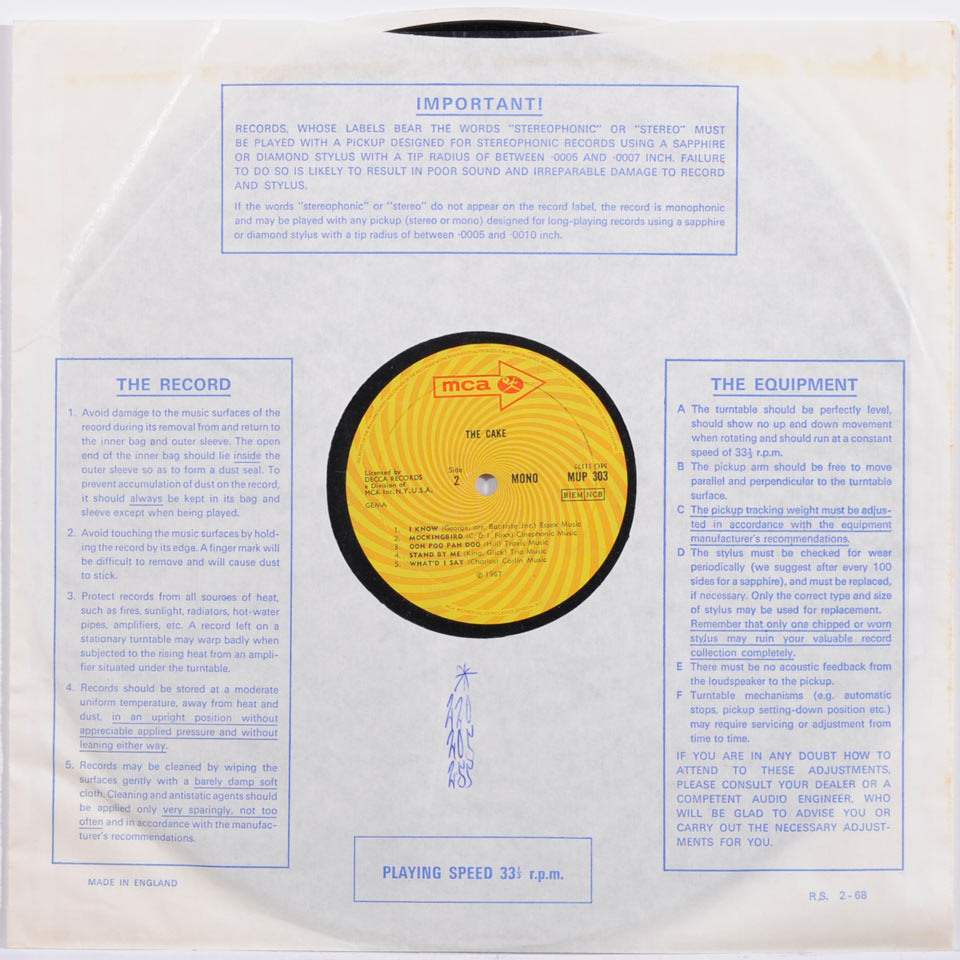 IMPORTANT!
RECORDS, WHOSE LABELS BEAR THE WORDS "STEREOPHONIC" OR "STEREO" MUST
BE PLAYED WITH A PICKUP DESIGNED FOR STEREOPHONIC RECORDS USING A SAPPHIRE
OR DIAMOND STYLUS WITH A TIP RADIUS OF BETWEEN ·0005 AND ·0007 INCH. FAILURE
TO DO SO IS LIKELY TO RESULT IN POOR SOUND AND IRREPARABLE DAMAGE TO RECORD
AND STYLUS.
If the words "stereophonic" or "stereo" do not appear on the record label, the record is monophonic
and may be played with any pickup (stereo or mono) designed for long-playing records using a sapphire
or diamond stylus with a tip radius of between ·0005 and ·0010 inch.
THE RECORD
1. Avoid damage to the music surfaces of the
record during its removal from and return to
the inner bag and outer sleeve. The open
end of the inner bag should lie inside the
outer sleeve so as to form a dust seal. To
prevent accumulation of dust on the record,
it should always be kept in its bag and
sleeve except when being played.
2. Avoid touching the music surfaces by hold-
ing the record by its edge. A finger mark will
be difficult to remove and will cause dust
to stick.
3. Protect records from all sources of heat,
such as fires, sunlight, radiators, hot-water
pipes, amplifiers, etc. A record left on a
stationary turntable may warp badly when
subjected to the rising heat from an ampli-
fier situated under the turntable.
4. Records should be stored at a moderate
uniform temperature, away from heat and
dust, in an upright position without
appreciable applied pressure and without
leaning either way.
5. Records may be cleaned by wiping the
surfaces gently with a barely damp soft
cloth. Cleaning and antistatic agents should
be applied only very sparingly, not too
often and in accordance with the manufac-
turer's recommendations.
MADE IN ENGLAND
mca
THE CAKE
Licensed by
DECCA RECORDS
a Division of
MCA Inc. N.Y. U.S.A.
GEMA
Side
2
MONO
MUP 303
BIEM NCB
1. I KNOW (George, arr. Baptiste Inc.) Essex Music
2. MOCKINGBIRD (C. & I. Foxx) Cinephonic Music
3. OOH POO PAH DOO (Hill) Travis Music
4. STAND BY ME (King, Glick) Trio Music
5. WHAT'D I SAY (Charles) Carlin Music
℗ 1967
THE EQUIPMENT
A The turntable should be perfectly level,
should show no up and down movement
when rotating and should run at a constant
speed of 33⅓ r.p.m.
B The pickup arm should be free to move
parallel and perpendicular to the turntable
surface.
C The pickup tracking weight must be adjus-
ted in accordance with the equipment
manufacturer's recommendations.
D The stylus must be checked for wear
periodically (we suggest after every 100
sides for a sapphire), and must be replaced,
if necessary. Only the correct type and size
of stylus may be used for replacement.
Remember that only one chipped or worn
stylus may ruin your valuable record
collection completely.
E There must be no acoustic feedback from
the loudspeaker to the pickup.
F Turntable mechanisms (e.g. automatic
stops, pickup setting-down position etc.)
may require servicing or adjustment from
time to time.
IF YOU ARE IN ANY DOUBT HOW TO
ATTEND TO THESE ADJUSTMENTS,
PLEASE CONSULT YOUR DEALER OR A
COMPETENT AUDIO ENGINEER, WHO
WILL BE GLAD TO ADVISE YOU OR
CARRY OUT THE NECESSARY ADJUST-
MENTS FOR YOU.
PLAYING SPEED 33⅓ r.p.m.
R.S. 2-68